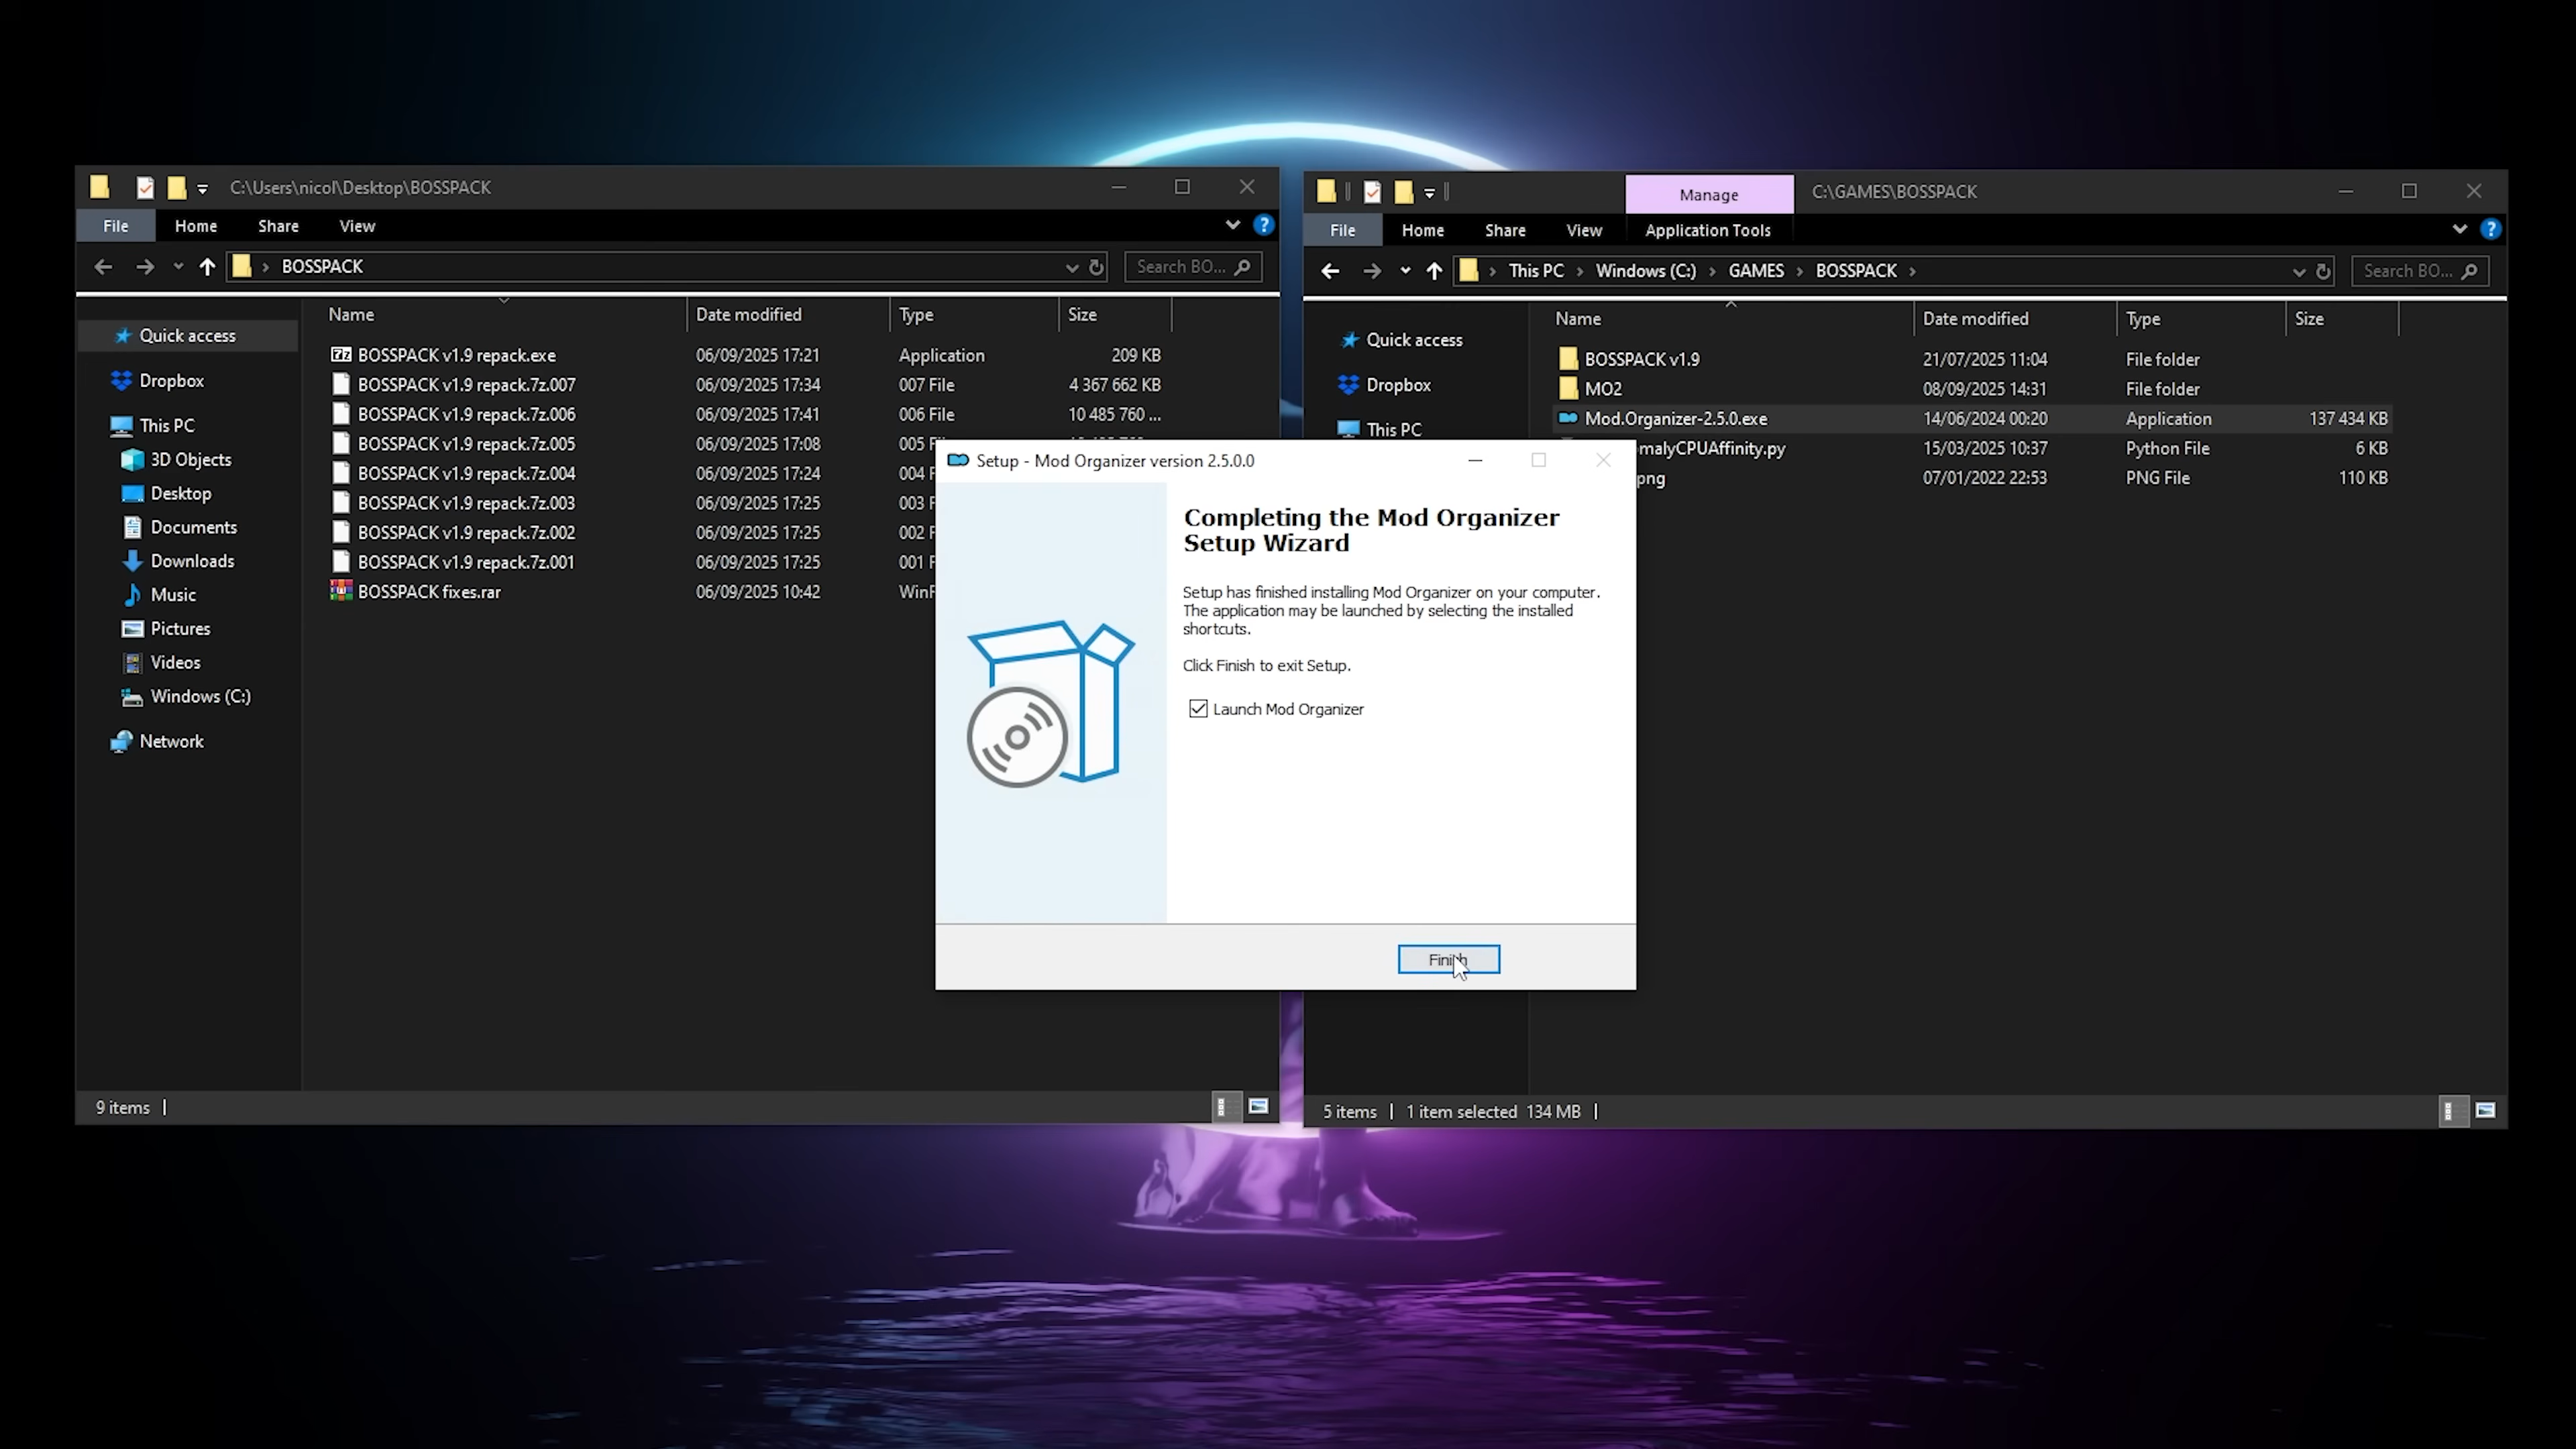 C:\Users\nicol\Desktop\BOSSPACK
File Home Share View
BOSSPACK
Search BO...
Name Date modified Type Size
Quick access
Dropbox
This PC
3D Objects
Desktop
Documents
Downloads
Music
Pictures
Videos
Windows (C:)
Network
BOSSPACK v1.9 repack.exe 06/09/2025 17:21 Application 209 KB
BOSSPACK v1.9 repack.7z.007 06/09/2025 17:34 007 File 4 367 662 KB
BOSSPACK v1.9 repack.7z.006 06/09/2025 17:41 006 File 10 485 760 ...
BOSSPACK v1.9 repack.7z.005 06/09/2025 17:08 005
BOSSPACK v1.9 repack.7z.004 06/09/2025 17:24 004 F
BOSSPACK v1.9 repack.7z.003 06/09/2025 17:25 003 F
BOSSPACK v1.9 repack.7z.002 06/09/2025 17:25 002 F
BOSSPACK v1.9 repack.7z.001 06/09/2025 17:25 001 F
BOSSPACK fixes.rar 06/09/2025 10:42
9 items
Manage
C:\GAMES\BOSSPACK
File Home Share View Application Tools
This PC Windows (C:) GAMES BOSSPACK
Search BO...
Name Date modified Type Size
Quick access
Dropbox
This PC
BOSSPACK v1.9 21/07/2025 11:04 File folder
MO2 08/09/2025 14:31 File folder
Mod.Organizer-2.5.0.exe 14/06/2024 00:20 Application 137 434 KB
malyCPUAffinity.py 15/03/2025 10:37 Python File 6 KB
png 07/01/2022 22:53 PNG File 110 KB
5 items 1 item selected 134 MB
Setup - Mod Organizer version 2.5.0.0
Completing the Mod Organizer
Setup Wizard
Setup has finished installing Mod Organizer on your computer.
The application may be launched by selecting the installed
shortcuts.
Click Finish to exit Setup.
Launch Mod Organizer
Finish